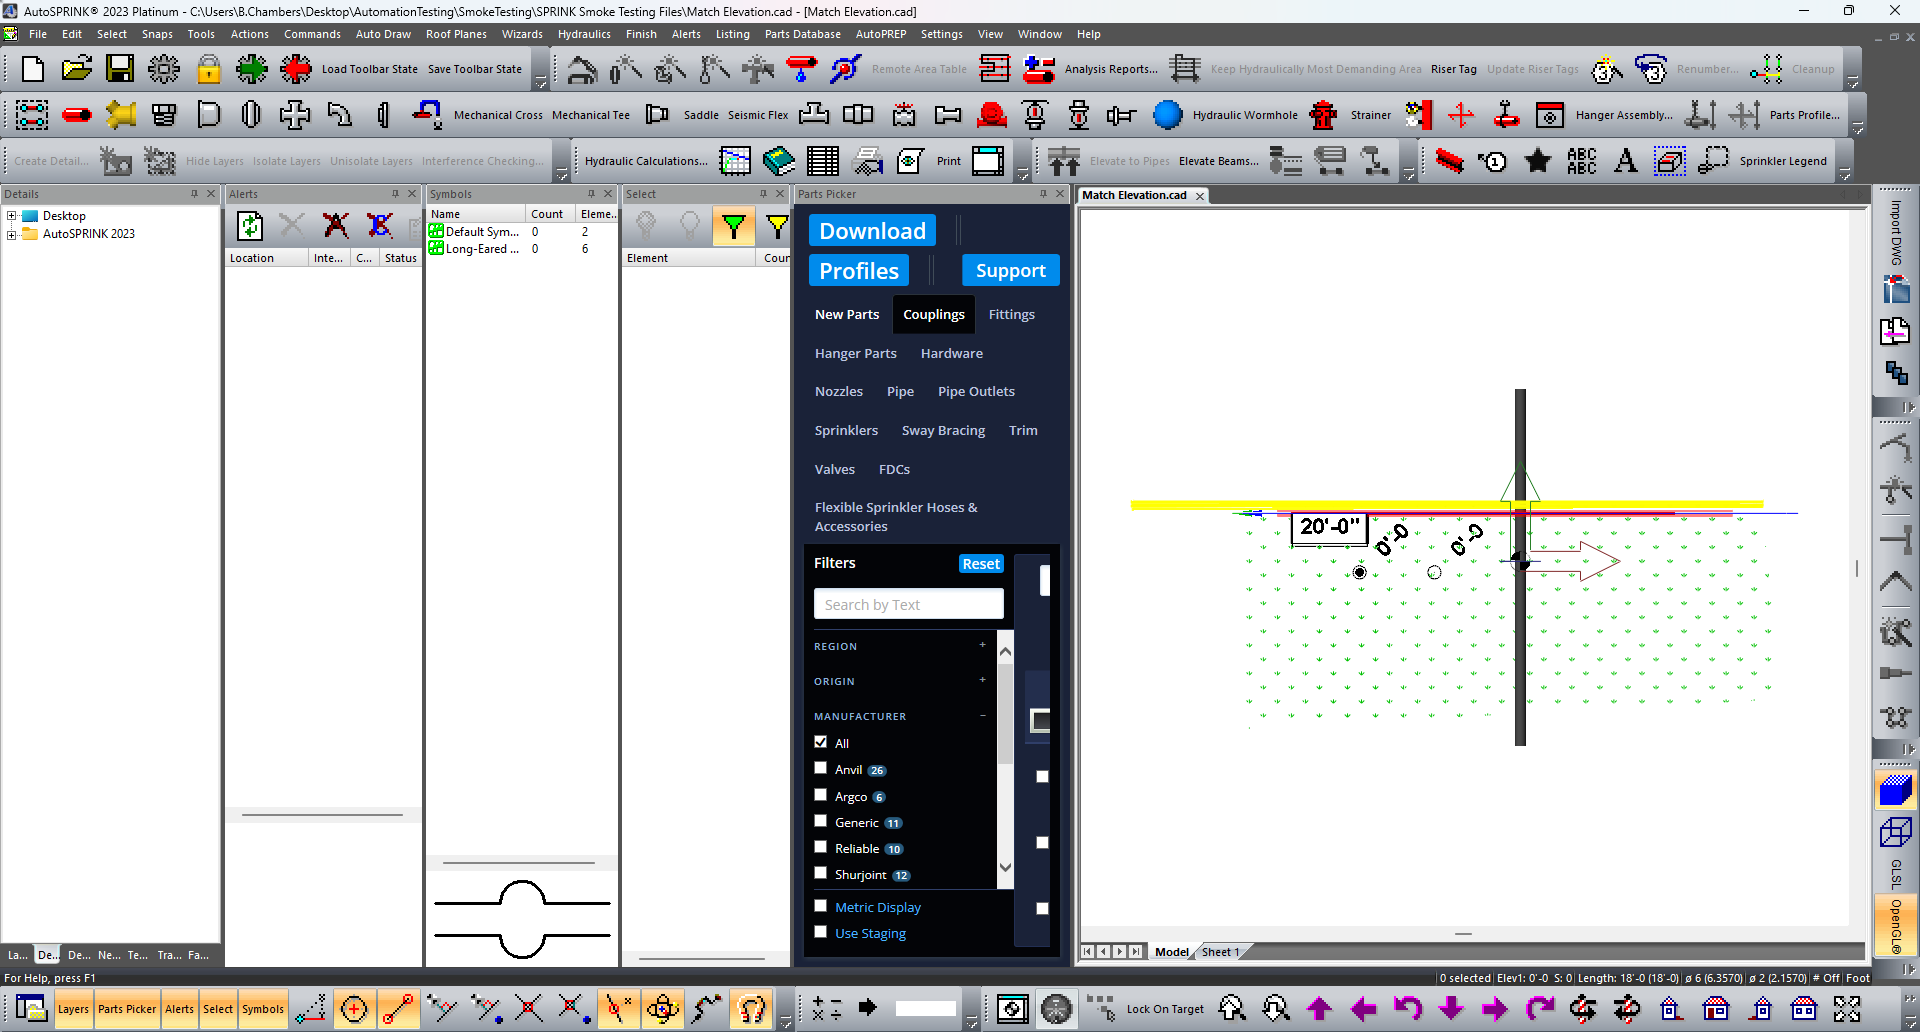 AutoSPRINK® 2023 Platinum - C:\Users\B.Chambers\Desktop\AutomationTesting\SmokeTesting\SPRINK Smoke Testing Files\Match Elevation.cad - [Match Elevation.cad]
File Edit Select Snaps Tools Actions Commands Auto Draw Roof Planes Wizards Hydraulics Finish Alerts Listing Parts Database AutoPREP Settings View Window Help
Load Toolbar State Save Toolbar State Remote Area Table Analysis Reports... Keep Hydraulically Most Demanding Area Riser Tag Update Riser Tags Renumber... Cleanup
Mechanical Cross Mechanical Tee Saddle Seismic Flex Hydraulic Wormhole Strainer Hanger Assembly... Parts Profile...
Create Detail... Hide Layers Isolate Layers Unisolate Layers Interference Checking... Hydraulic Calculations... Print Elevate to Pipes Elevate Beams... ABC ABC A Sprinkler Legend
Details
Desktop
AutoSPRINK 2023
La... De... De... Ne... Te... Tra... Fa...
Alerts
Location Inte... C... Status
Symbols
Name Count Eleme...
Default Sym... 0 2
Long-Eared ... 0 6
Select
Element Coun
Parts Picker
Download
Profiles Support
New Parts Couplings Fittings
Hanger Parts Hardware
Nozzles Pipe Pipe Outlets
Sprinklers Sway Bracing Trim
Valves FDCs
Flexible Sprinkler Hoses &
Accessories
Filters Reset
Search by Text
REGION +
ORIGIN +
MANUFACTURER −
All
Anvil 26
Argco 6
Generic 11
Reliable 10
Shurjoint 12
Metric Display
Use Staging
Match Elevation.cad
20'-0"
0'-0
0'-0
Model Sheet 1
Import DWG
GLSL
OpenGL®
For Help, press F1
0 selected Elev1: 0'-0 S: 0 Length: 18'-0 (18'-0) ø 6 (6.3570) ø 2 (2.1570) # Off Foot
Layers Parts Picker Alerts Select Symbols Lock On Target